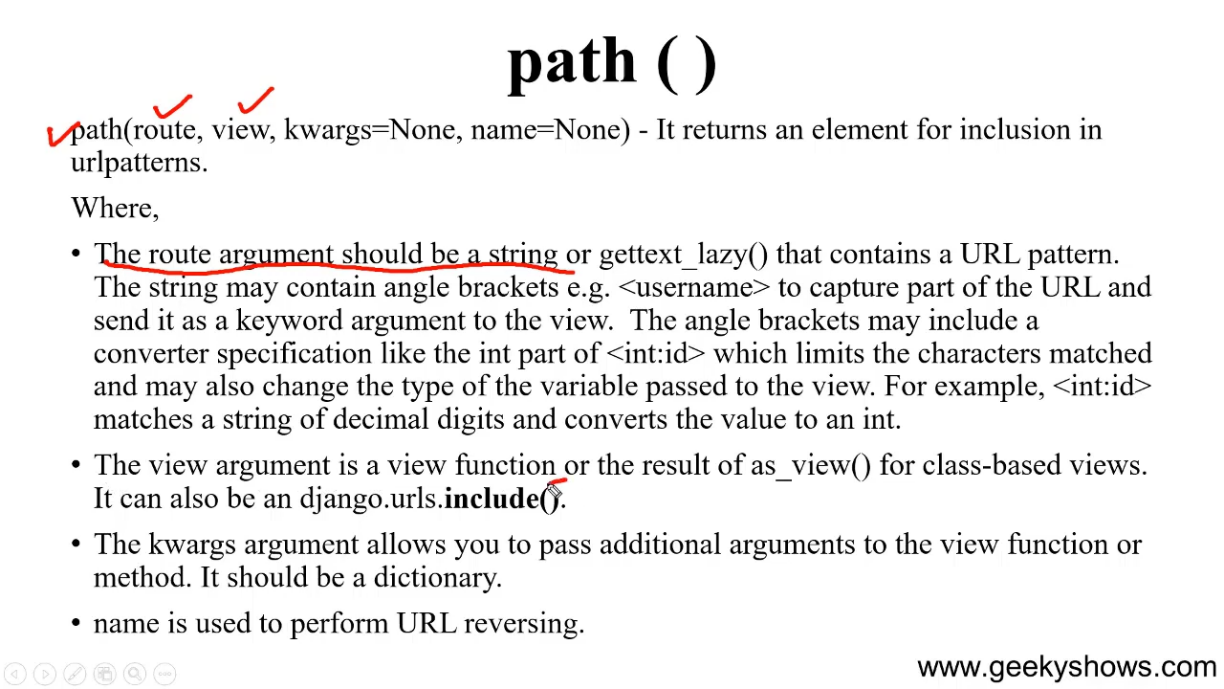 path ( )
path(route, view, kwargs=None, name=None) - It returns an element for inclusion in
urlpatterns.
Where,
• The route argument should be a string or gettext_lazy() that contains a URL pattern.
The string may contain angle brackets e.g. <username> to capture part of the URL and
send it as a keyword argument to the view.  The angle brackets may include a
converter specification like the int part of <int:id> which limits the characters matched
and may also change the type of the variable passed to the view. For example, <int:id>
matches a string of decimal digits and converts the value to an int.
• The view argument is a view function or the result of as_view() for class-based views.
It can also be an django.urls.include().
• The kwargs argument allows you to pass additional arguments to the view function or
method. It should be a dictionary.
• name is used to perform URL reversing.
www.geekyshows.com